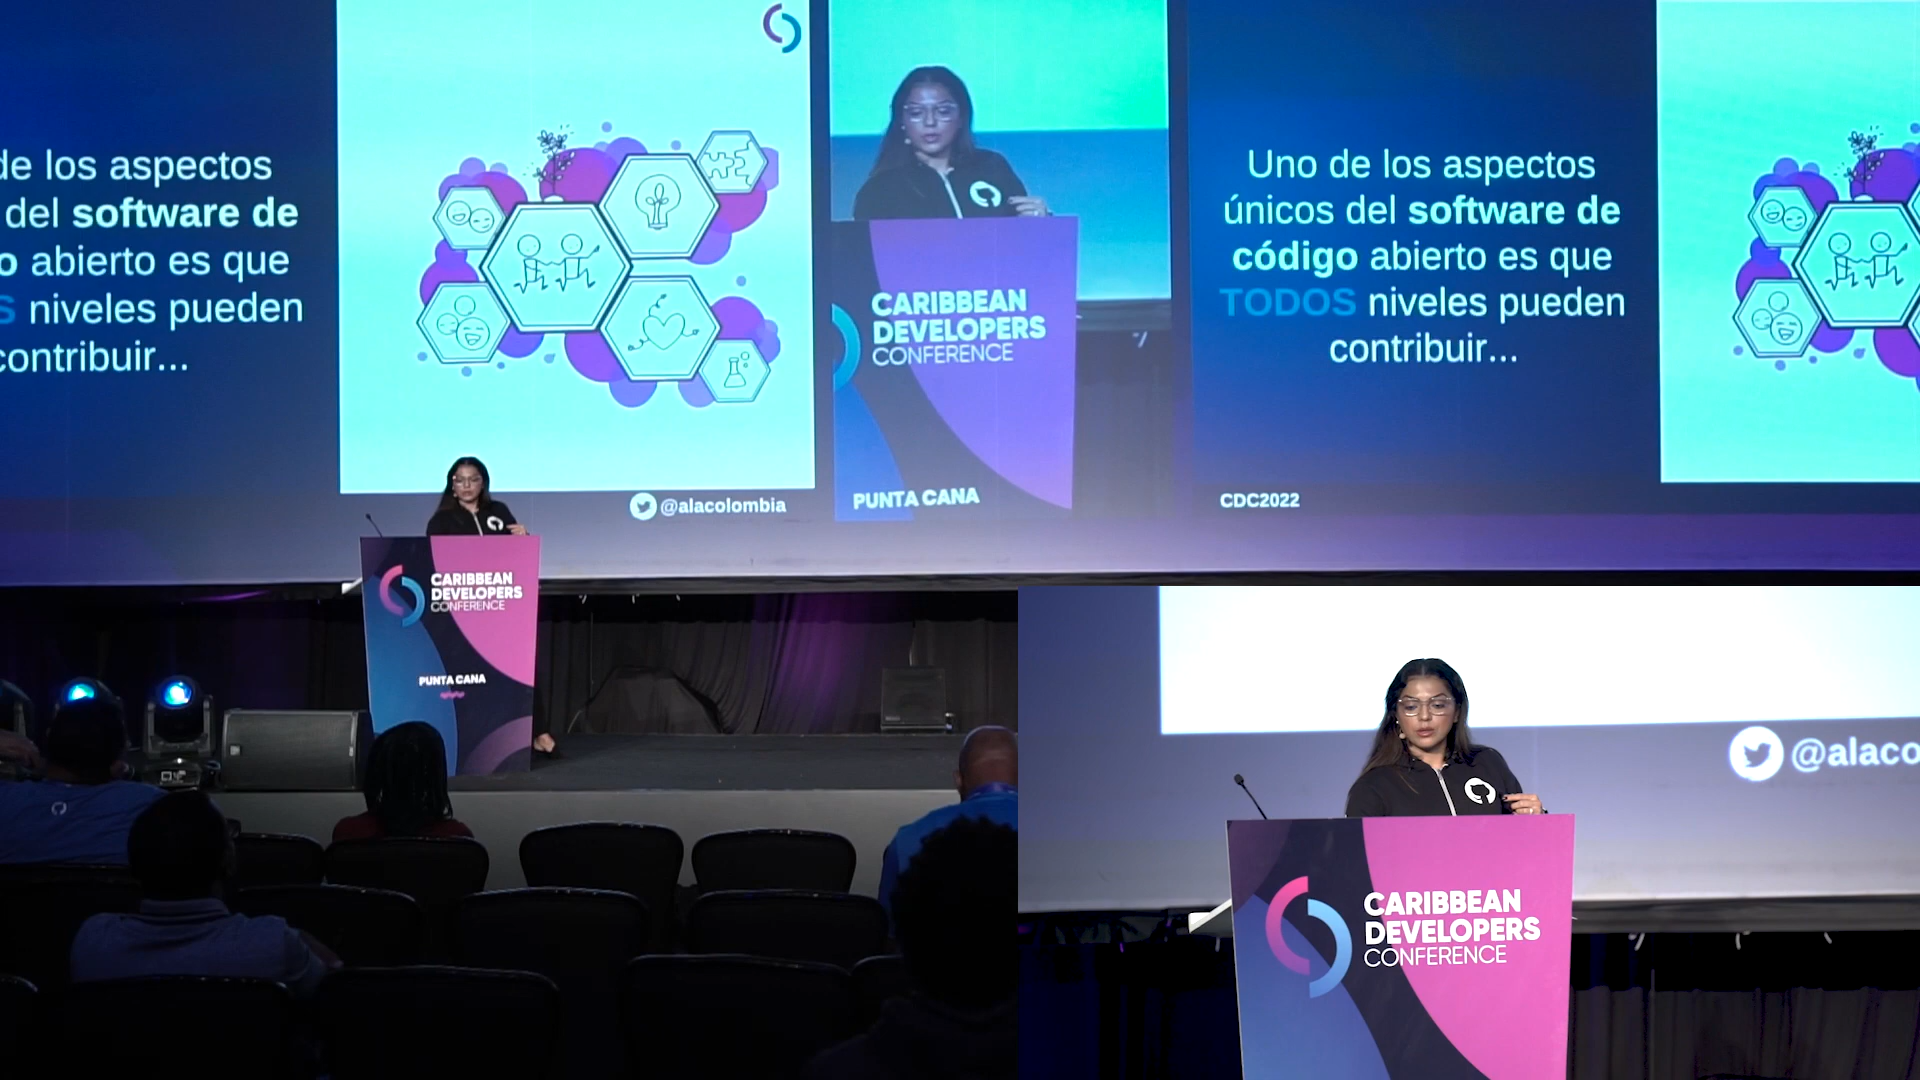 de los aspectos
del software de
o abierto es que
S niveles pueden
contribuir...
@alacolombia
CARIBBEAN
DEVELOPERS
CONFERENCE
PUNTA CANA
Uno de los aspectos
únicos del software de
código abierto es que
TODOS niveles pueden
contribuir...
CDC2022
CARIBBEAN
DEVELOPERS
CONFERENCE
PUNTA CANA
@alaco
CARIBBEAN
DEVELOPERS
CONFERENCE